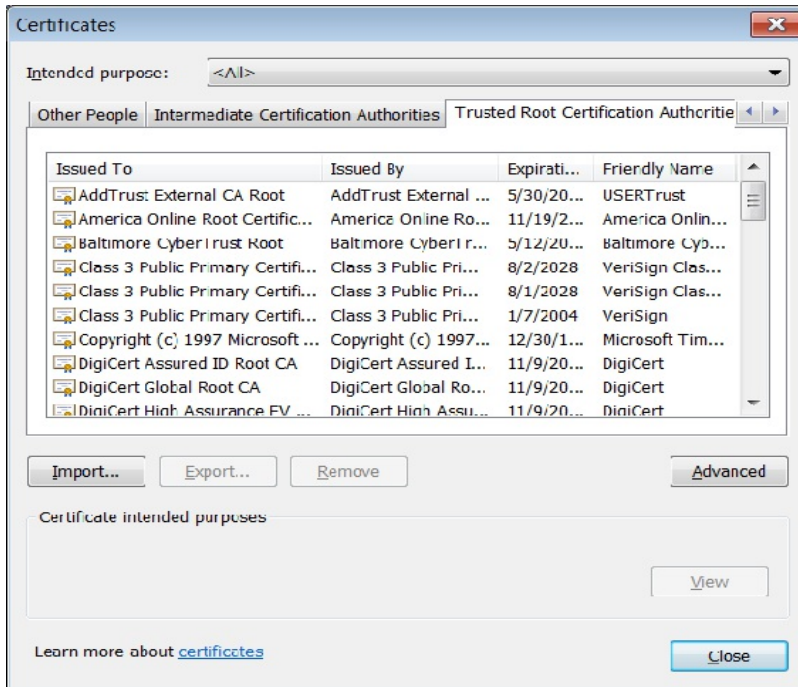 Certificates
Intended purpose: <All>
Other People Intermediate Certification Authorities Trusted Root Certification Authoritie
Issued To Issued By Expirati... Friendly Name
AddTrust External CA Root AddTrust External ... 5/30/20... USERTrust
America Online Root Certific... America Online Ro... 11/19/2... America Onlin...
Baltimore CyberTrust Root Baltimore CyberTr... 5/12/20... Baltimore Cyb...
Class 3 Public Primary Certifi... Class 3 Public Pri... 8/2/2028 VeriSign Clas...
Class 3 Public Primary Certifi... Class 3 Public Pri... 8/1/2028 VeriSign Clas...
Class 3 Public Primary Certifi... Class 3 Public Pri... 1/7/2004 VeriSign
Copyright (c) 1997 Microsoft ... Copyright (c) 1997... 12/30/1... Microsoft Tim...
DigiCert Assured ID Root CA DigiCert Assured I... 11/9/20... DigiCert
DigiCert Global Root CA DigiCert Global Ro... 11/9/20... DigiCert
DigiCert High Assurance EV ... DigiCert High Assu... 11/9/20... DigiCert
Import... Export... Remove Advanced
Certificate intended purposes
View
Learn more about certificates
Close